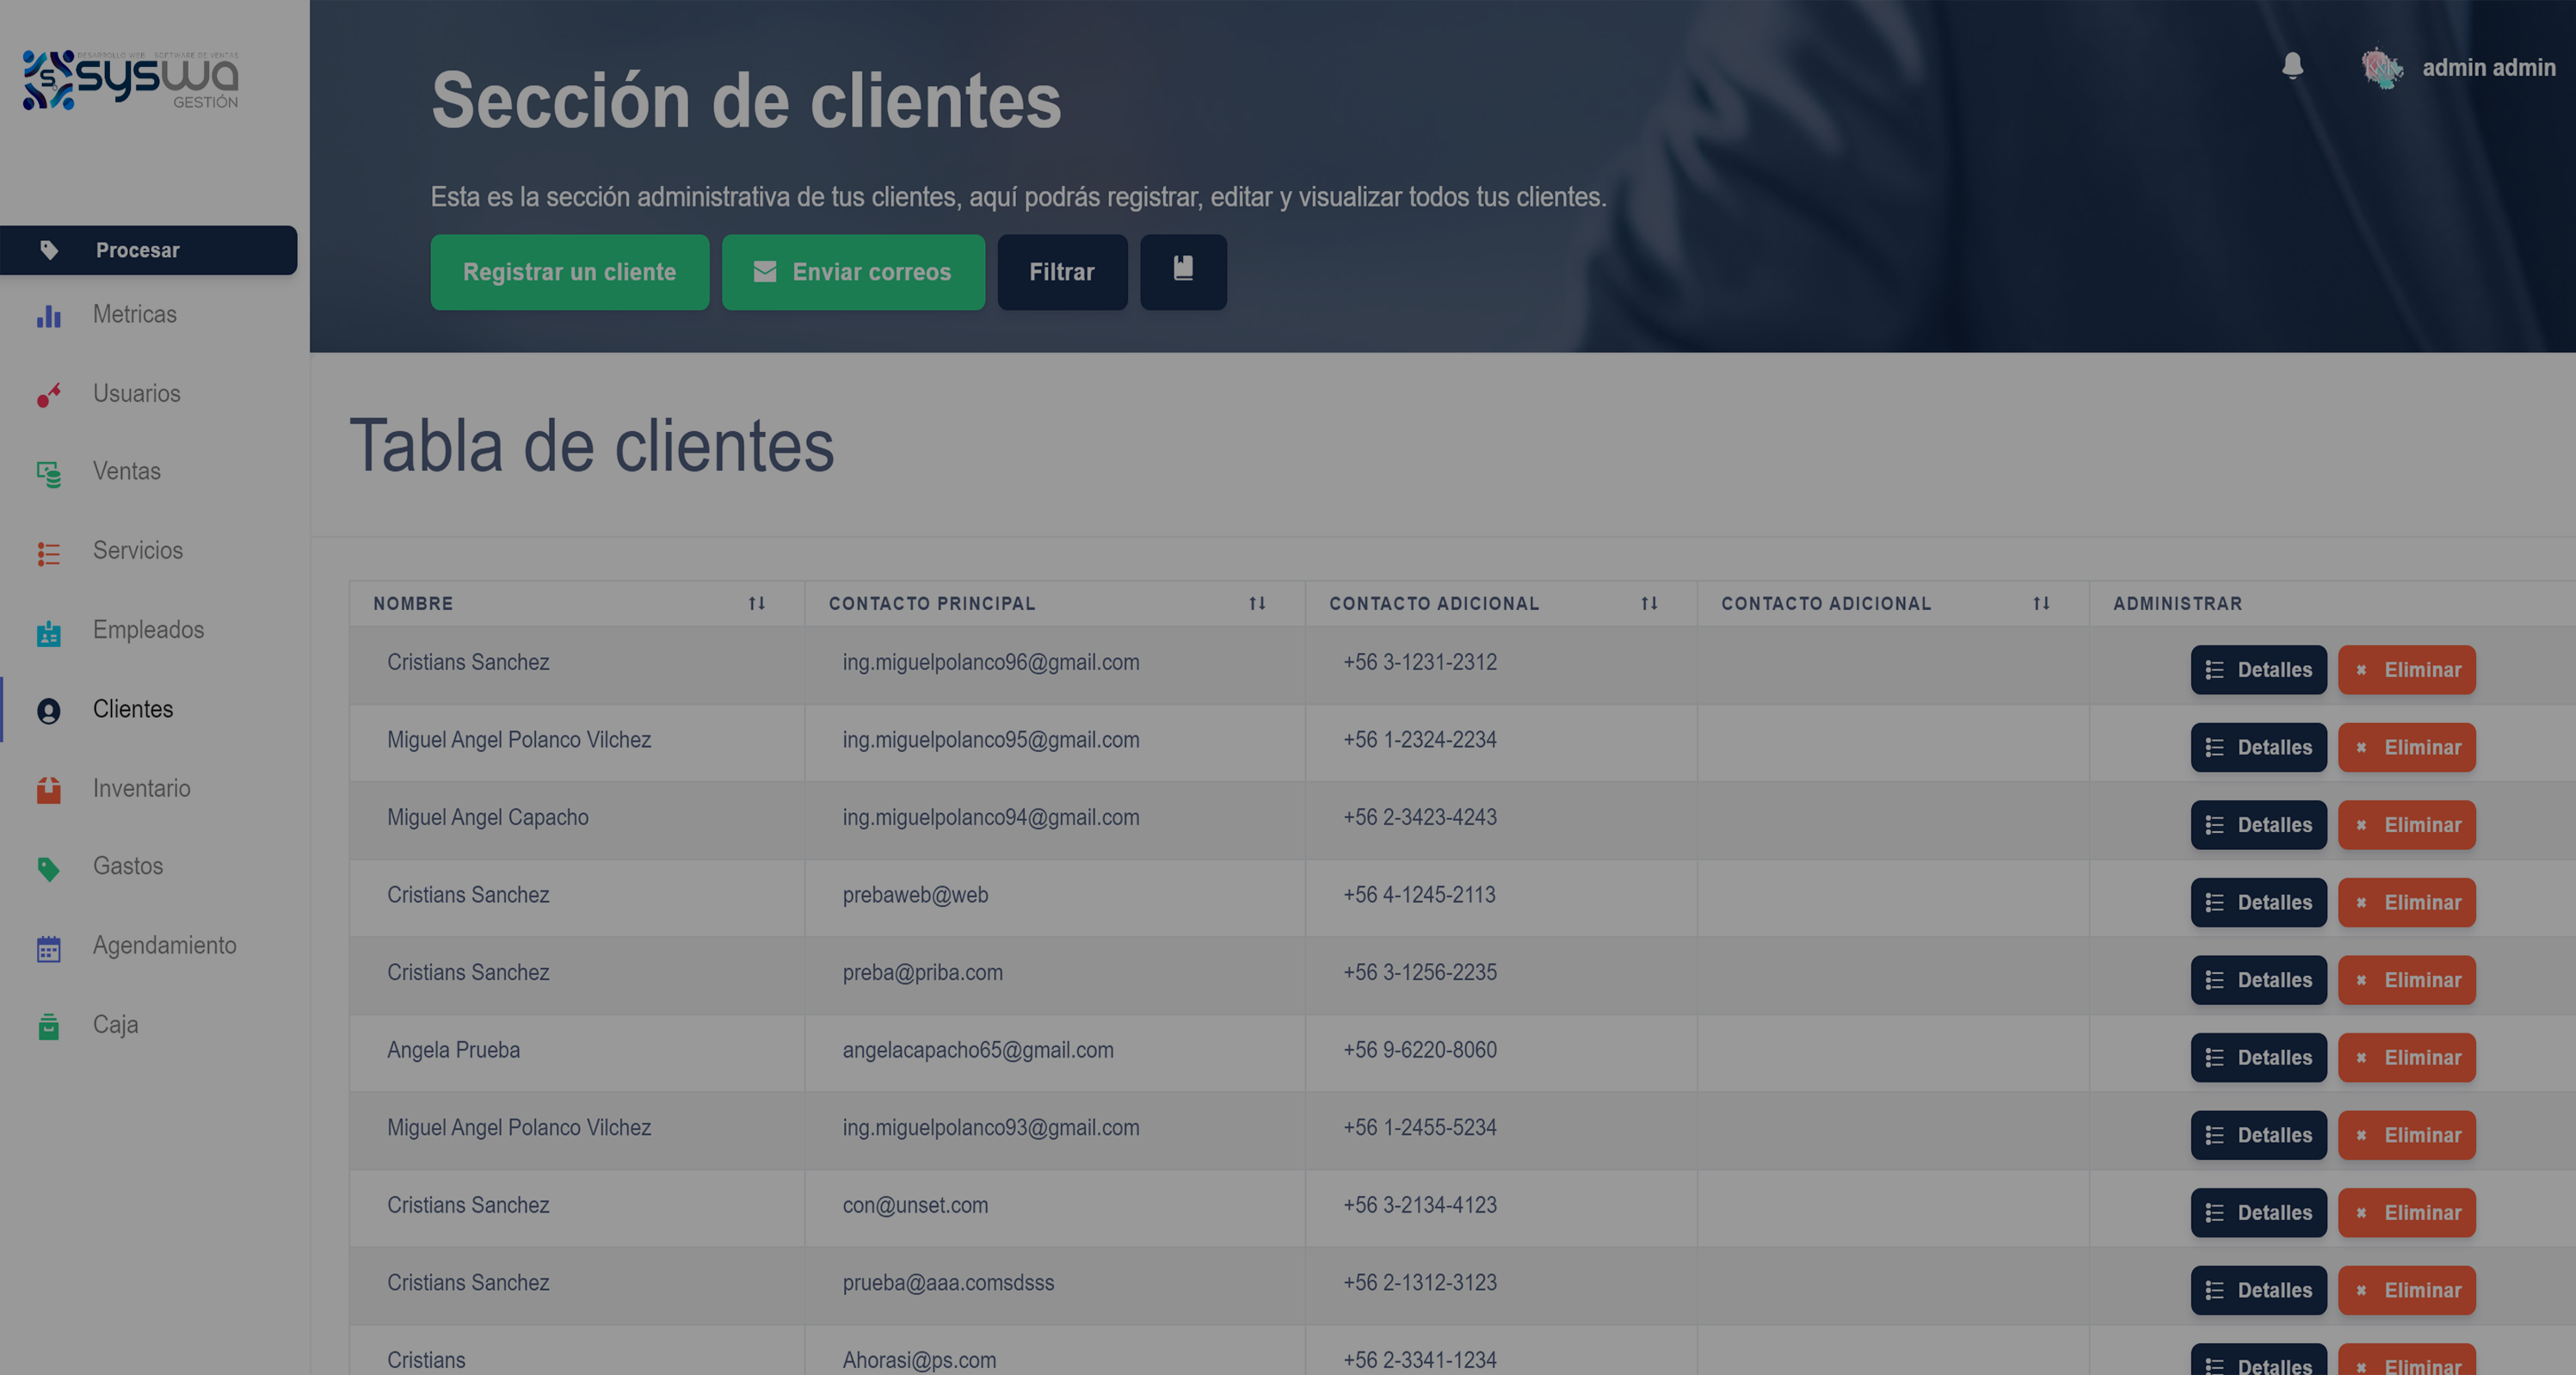 DESARROLLO WEB - SOFTWARE DE VENTAS
syswa
GESTIÓN
admin admin
Sección de clientes
Esta es la sección administrativa de tus clientes, aquí podrás registrar, editar y visualizar todos tus clientes.
Registrar un cliente Enviar correos Filtrar
Procesar
Metricas
Usuarios
Ventas
Servicios
Empleados
Clientes
Inventario
Gastos
Agendamiento
Caja
Tabla de clientes
NOMBRE CONTACTO PRINCIPAL CONTACTO ADICIONAL CONTACTO ADICIONAL ADMINISTRAR
Cristians Sanchez ing.miguelpolanco96@gmail.com +56 3-1231-2312 Detalles Eliminar
Miguel Angel Polanco Vilchez ing.miguelpolanco95@gmail.com +56 1-2324-2234 Detalles Eliminar
Miguel Angel Capacho ing.miguelpolanco94@gmail.com +56 2-3423-4243 Detalles Eliminar
Cristians Sanchez prebaweb@web +56 4-1245-2113 Detalles Eliminar
Cristians Sanchez preba@priba.com +56 3-1256-2235 Detalles Eliminar
Angela Prueba angelacapacho65@gmail.com +56 9-6220-8060 Detalles Eliminar
Miguel Angel Polanco Vilchez ing.miguelpolanco93@gmail.com +56 1-2455-5234 Detalles Eliminar
Cristians Sanchez con@unset.com +56 3-2134-4123 Detalles Eliminar
Cristians Sanchez prueba@aaa.comsdsss +56 2-1312-3123 Detalles Eliminar
Cristians Ahorasi@ps.com +56 2-3341-1234 Detalles Eliminar